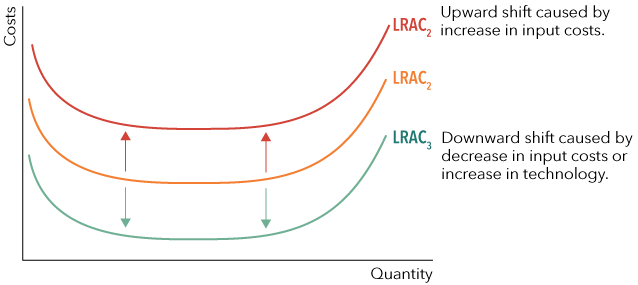 Costs
LRAC2
Upward shift caused by
increase in input costs.
LRAC2
LRAC3
Downward shift caused by
decrease in input costs or
increase in technology.
Quantity